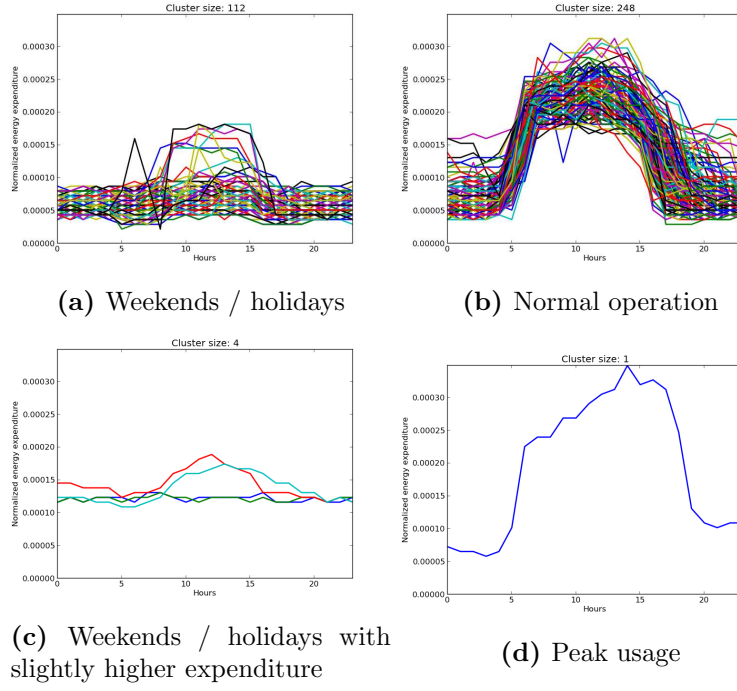 Cluster size: 112
0.00030
0.00025
0.00020
0.00015
0.00010
0.00005
0.00000
Normalized energy expenditure
0 5 10 15 20
Hours
(a) Weekends / holidays
Cluster size: 248
0.00030
0.00025
0.00020
0.00015
0.00010
0.00005
0.00000
Normalized energy expenditure
0 5 10 15 20
Hours
(b) Normal operation
Cluster size: 4
0.00030
0.00025
0.00020
0.00015
0.00010
0.00005
0.00000
Normalized energy expenditure
0 5 10 15 20
Hours
(c) Weekends / holidays with
slightly higher expenditure
Cluster size: 1
0.00030
0.00025
0.00020
0.00015
0.00010
0.00005
0.00000
Normalized energy expenditure
0 5 10 15 20
Hours
(d) Peak usage